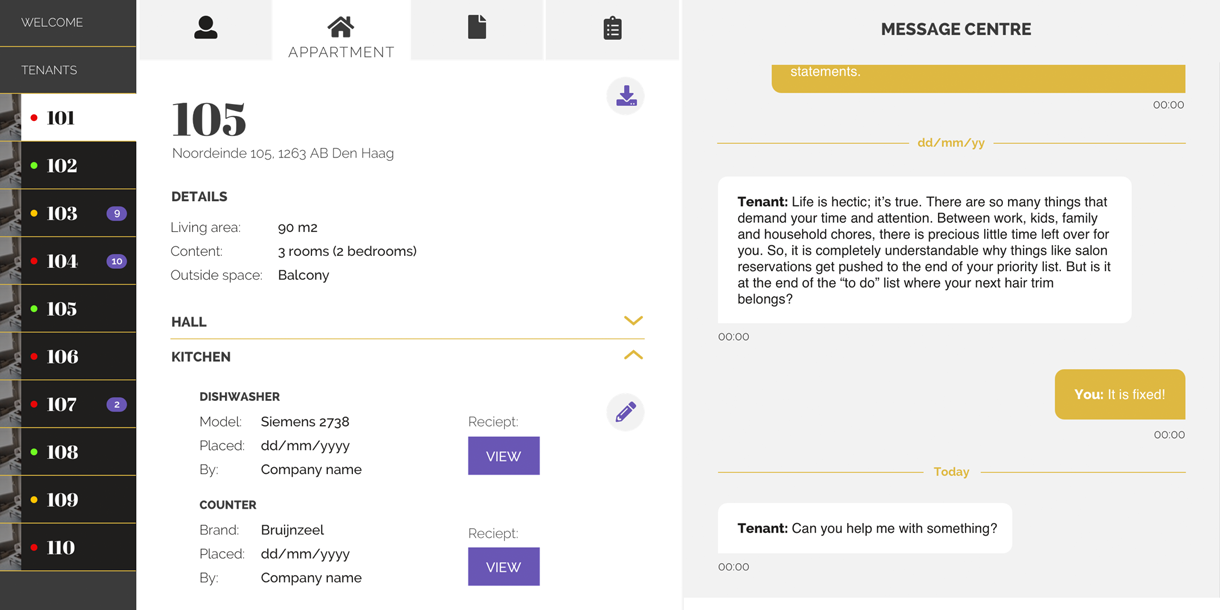 WELCOME
TENANTS
101
102
103 9
104 10
105
106
107 2
108
109
110
APPARTMENT
105
Noordeinde 105, 1263 AB Den Haag
DETAILS
Living area: 90 m2
Content: 3 rooms (2 bedrooms)
Outside space: Balcony
HALL
KITCHEN
DISHWASHER
Model: Siemens 2738
Placed: dd/mm/yyyy
By: Company name
Reciept:
VIEW
COUNTER
Brand: Bruijnzeel
Placed: dd/mm/yyyy
By: Company name
Reciept:
VIEW
MESSAGE CENTRE
statements.
00:00
dd/mm/yy
Tenant: Life is hectic; it’s true. There are so many things that
demand your time and attention. Between work, kids, family
and household chores, there is precious little time left over for
you. So, it is completely understandable why things like salon
reservations get pushed to the end of your priority list. But is it
at the end of the “to do” list where your next hair trim
belongs?
00:00
You: It is fixed!
00:00
Today
Tenant: Can you help me with something?
00:00